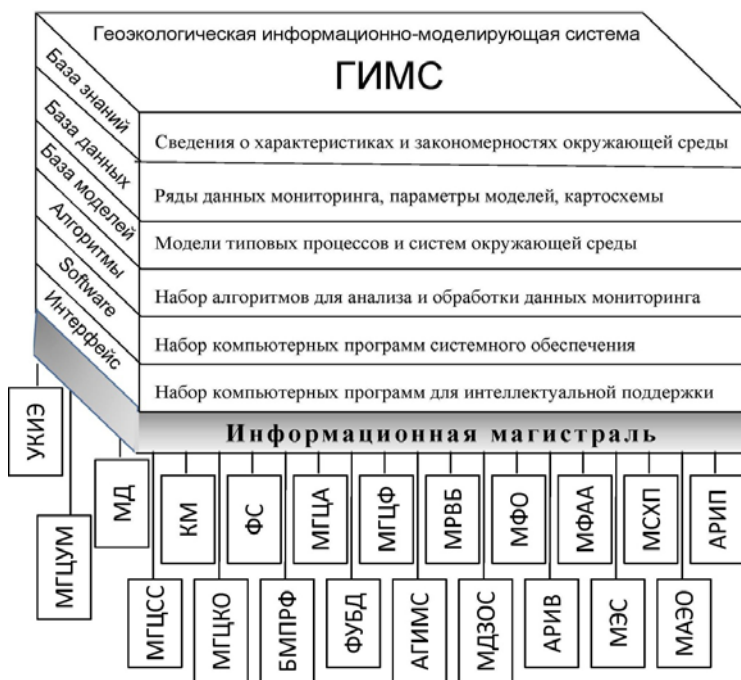 Геоэкологическая информационно-моделирующая система
ГИМС
База знаний
Сведения о характеристиках и закономерностях окружающей среды
База данных
Ряды данных мониторинга, параметры моделей, картосхемы
База моделей
Модели типовых процессов и систем окружающей среды
Алгоритмы
Набор алгоритмов для анализа и обработки данных мониторинга
Software
Набор компьютерных программ системного обеспечения
Интерфейс
Набор компьютерных программ для интеллектуальной поддержки
Информационная магистраль
УКИЭ
МГЦУМ
МД
МГЦСС
КМ
МГЦКО
ФС
БМПРФ
МГЦА
ФУБД
МГЦФ
АГИМС
МРВБ
МДЗОС
МФО
АРИВ
МФАА
МЭС
МСХП
МАЭО
АРИП